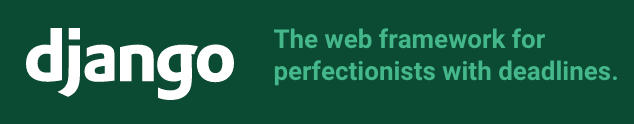 django
The web framework for
perfectionists with deadlines.